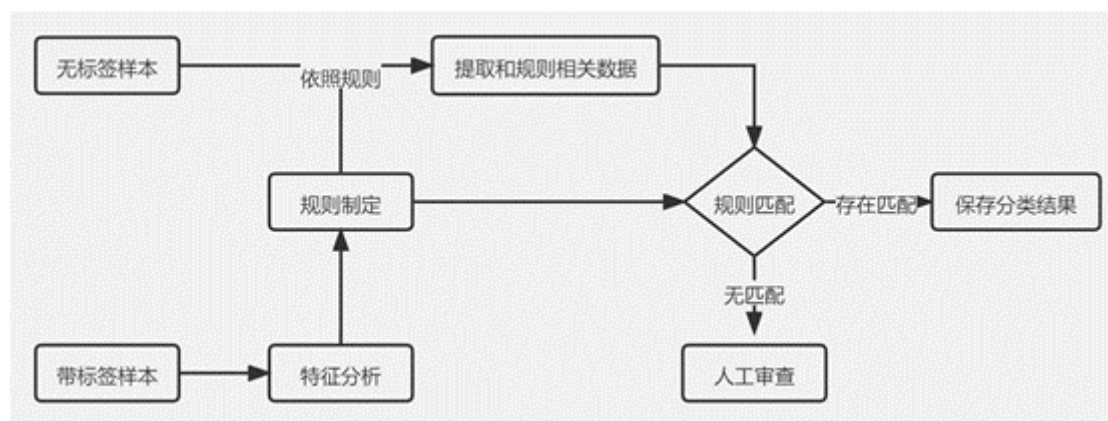 无标签样本
依照规则
提取和规则相关数据
规则制定
规则匹配
存在匹配
保存分类结果
无匹配
带标签样本
特征分析
人工审查